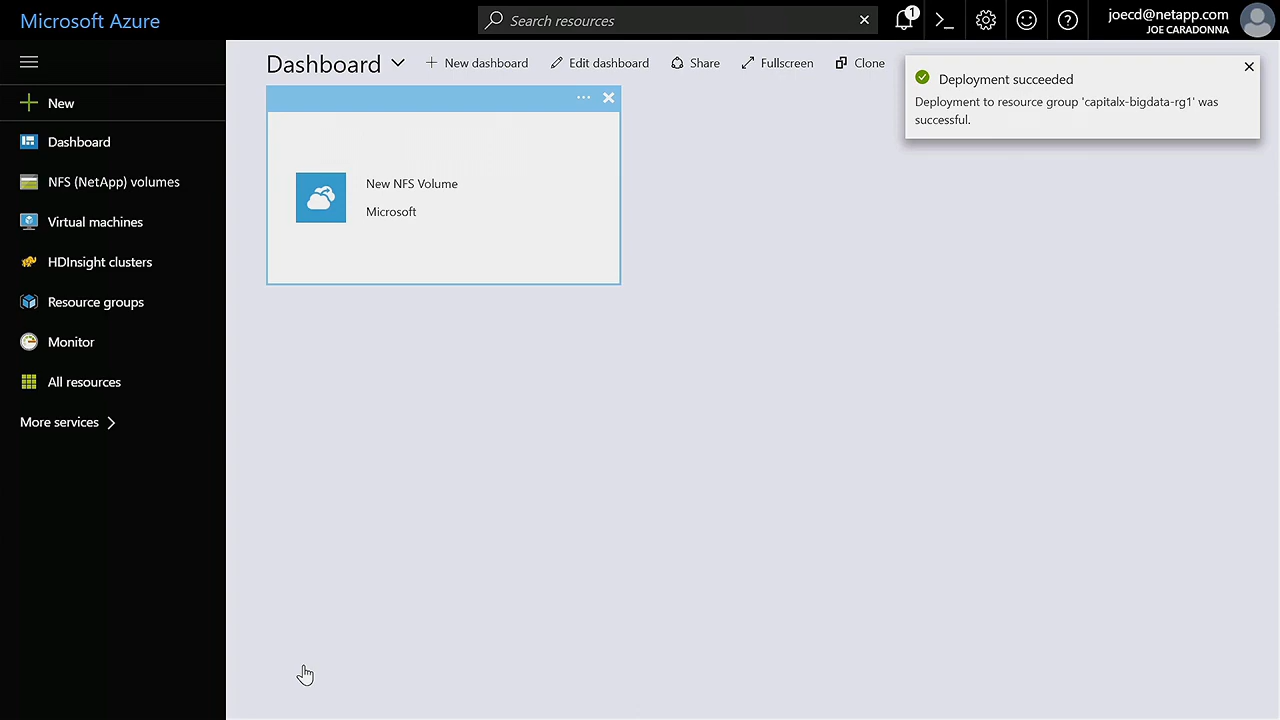 Microsoft Azure
Search resources
1
joecd@netapp.com
JOE CARADONNA
New
Dashboard
NFS (NetApp) volumes
Virtual machines
HDInsight clusters
Resource groups
Monitor
All resources
More services
Dashboard
New dashboard
Edit dashboard
Share
Fullscreen
Clone
New NFS Volume
Microsoft
Deployment succeeded
Deployment to resource group 'capitalx-bigdata-rg1' was
successful.